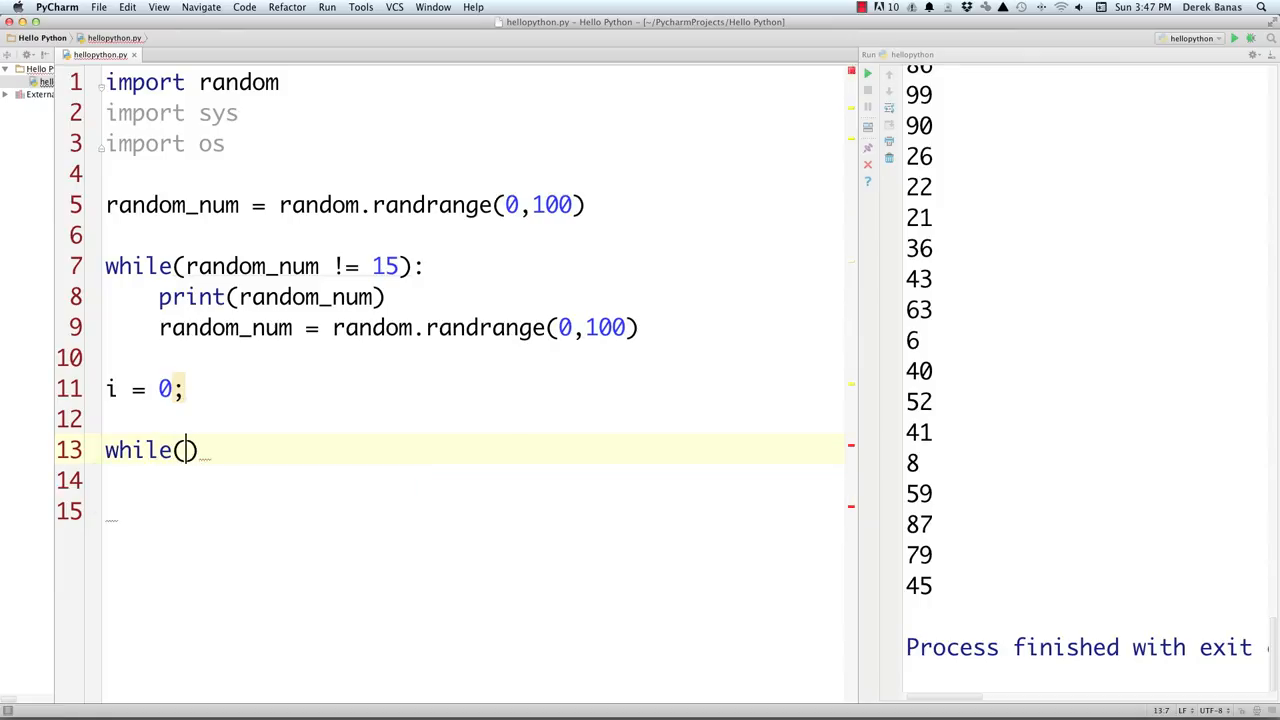 PyCharm File Edit View Navigate Code Refactor Run Tools VCS Window Help 10 Sun 3:47 PM Derek Banas
hellopython.py – Hello Python – [~/PycharmProjects/Hello Python]
Hello Python hellopython.py hellopython
hellopython.py Run hellopython
Hello P
hell
Externa
1 import random
2 import sys
3 import os
4
5 random_num = random.randrange(0,100)
6
7 while(random_num != 15):
8 print(random_num)
9 random_num = random.randrange(0,100)
10
11 i = 0;
12
13 while()
14
15
99
90
26
22
21
36
43
63
6
40
52
41
8
59
87
79
45
Process finished with exit
13:7 LF UTF-8